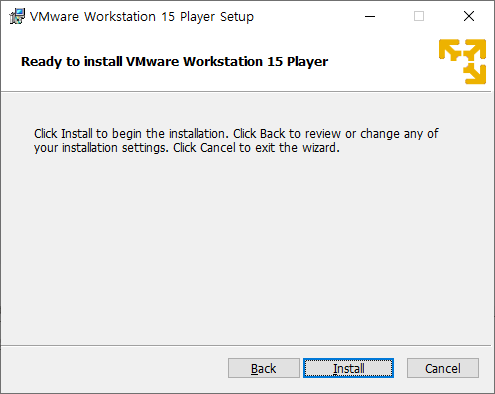 VMware Workstation 15 Player Setup
Ready to install VMware Workstation 15 Player
Click Install to begin the installation. Click Back to review or change any of
your installation settings. Click Cancel to exit the wizard.
Back
Install
Cancel